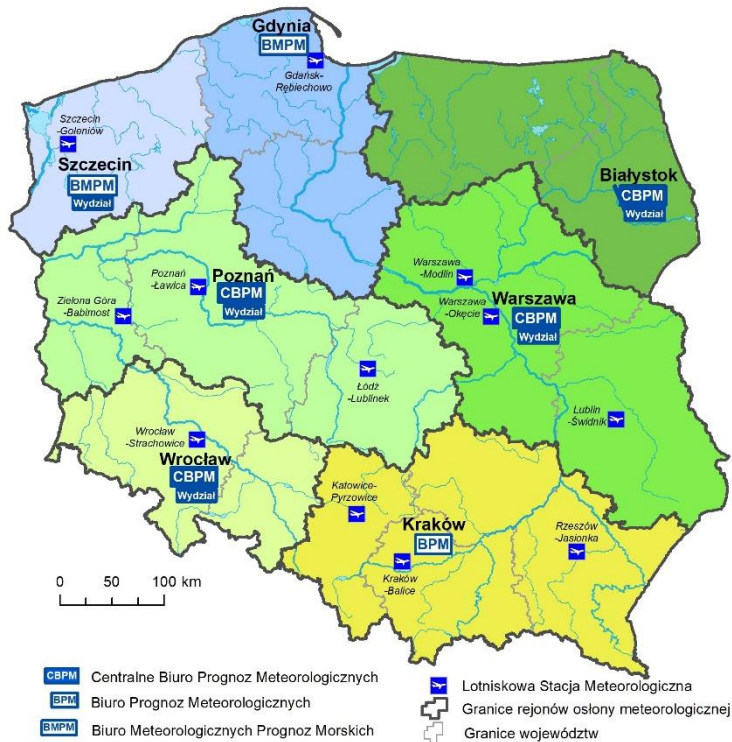 Gdynia
BMPM
Gdańsk-
Rębiechowo
Szczecin
-Goleniów
Szczecin
BMPM
Wydział
Białystok
CBPM
Wydział
Poznań
-Ławica
Poznań
CBPM
Wydział
Warszawa
-Modlin
Warszawa
-Okęcie
Warszawa
CBPM
Wydział
Zielona Góra
-Babimost
Łódź
-Lublinek
Lublin
-Świdnik
Wrocław
-Strachowice
Wrocław
CBPM
Wydział
Katowice-
Pyrzowice
Kraków
BPM
Kraków
-Balice
Rzeszów
-Jasionka
0 50 100 km
CBPM Centralne Biuro Prognoz Meteorologicznych
BPM Biuro Prognoz Meteorologicznych
BMPM Biuro Meteorologicznych Prognoz Morskich
Lotniskowa Stacja Meteorologiczna
Granice rejonów osłony meteorologicznej
Granice województw